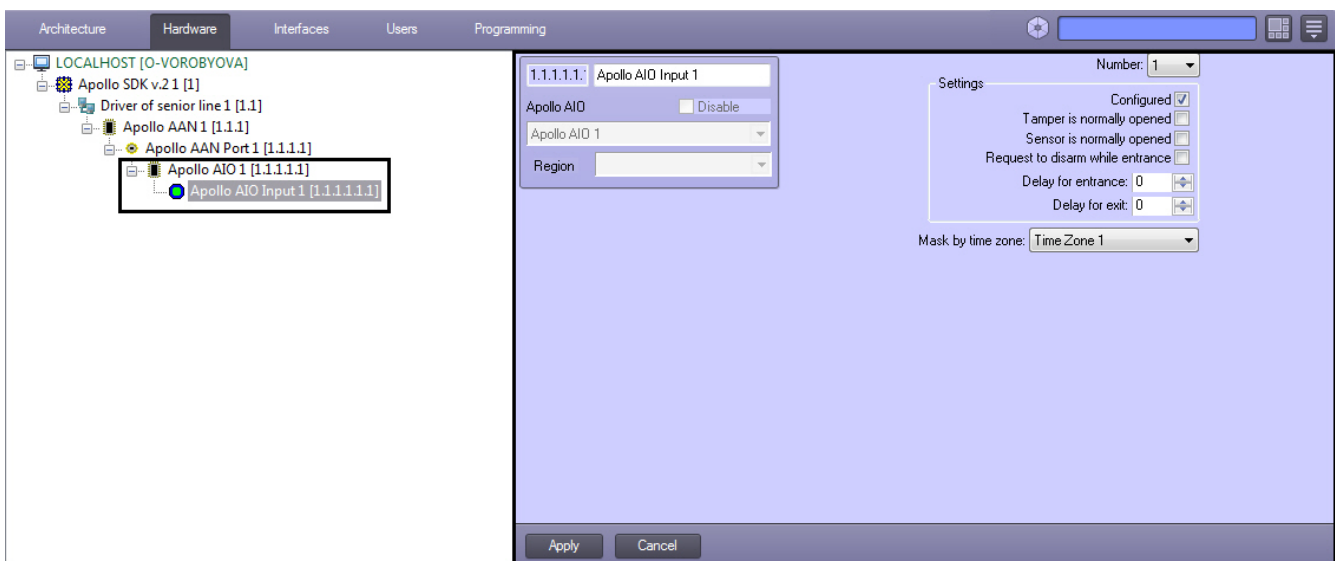 Architecture Hardware Interfaces Users Programming
LOCALHOST [O-VOROBYOVA]
Apollo SDK v.2 1 [1]
Driver of senior line 1 [1.1]
Apollo AAN 1 [1.1.1]
Apollo AAN Port 1 [1.1.1.1]
Apollo AIO 1 [1.1.1.1.1]
Apollo AIO Input 1 [1.1.1.1.1.1]
1.1.1.1.1. Apollo AIO Input 1
Apollo AIO Disable
Apollo AIO 1
Region
Number: 1
Settings
Configured
Tamper is normally opened
Sensor is normally opened
Request to disarm while entrance
Delay for entrance: 0
Delay for exit: 0
Mask by time zone: Time Zone 1
Apply Cancel